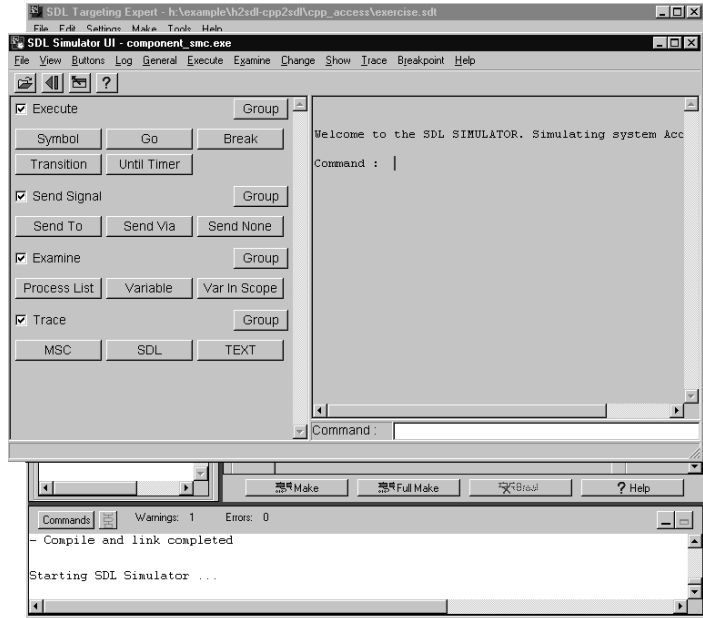 SDL Targeting Expert - h:\example\h2sdl-cpp2sdl\cpp_access\exercise.sdt
File Edit Settings Make Tools Help
SDL Simulator UI - component_smc.exe
File View Buttons Log General Execute Examine Change Show Trace Breakpoint Help
?
Execute Group
Symbol Go Break
Transition Until Timer
Send Signal Group
Send To Send Via Send None
Examine Group
Process List Variable Var In Scope
Trace Group
MSC SDL TEXT
Welcome to the SDL SIMULATOR. Simulating system Acc
Command :
Command :
Make Full Make ? Help
Commands Warnings: 1 Errors: 0
- Compile and link completed
Starting SDL Simulator ...